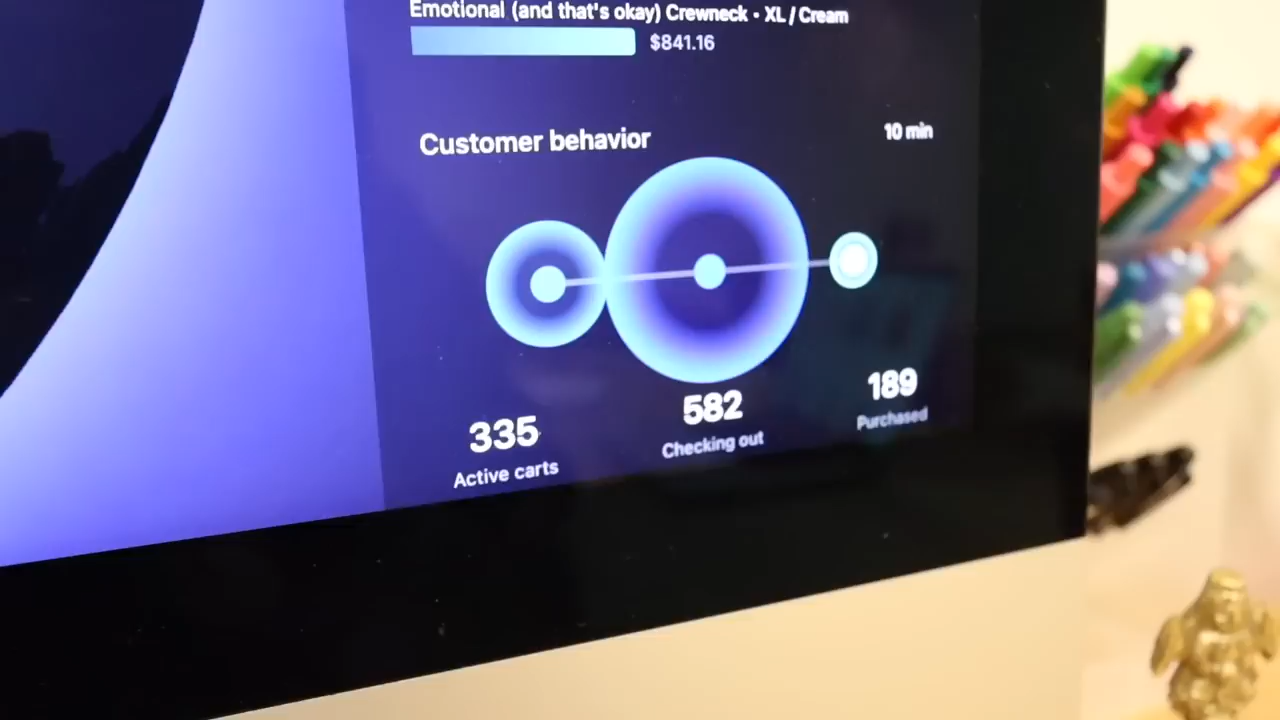 Emotional (and that's okay) Crewneck • XL / Cream
$841.16
Customer behavior
10 min
335
Active carts
582
Checking out
189
Purchased